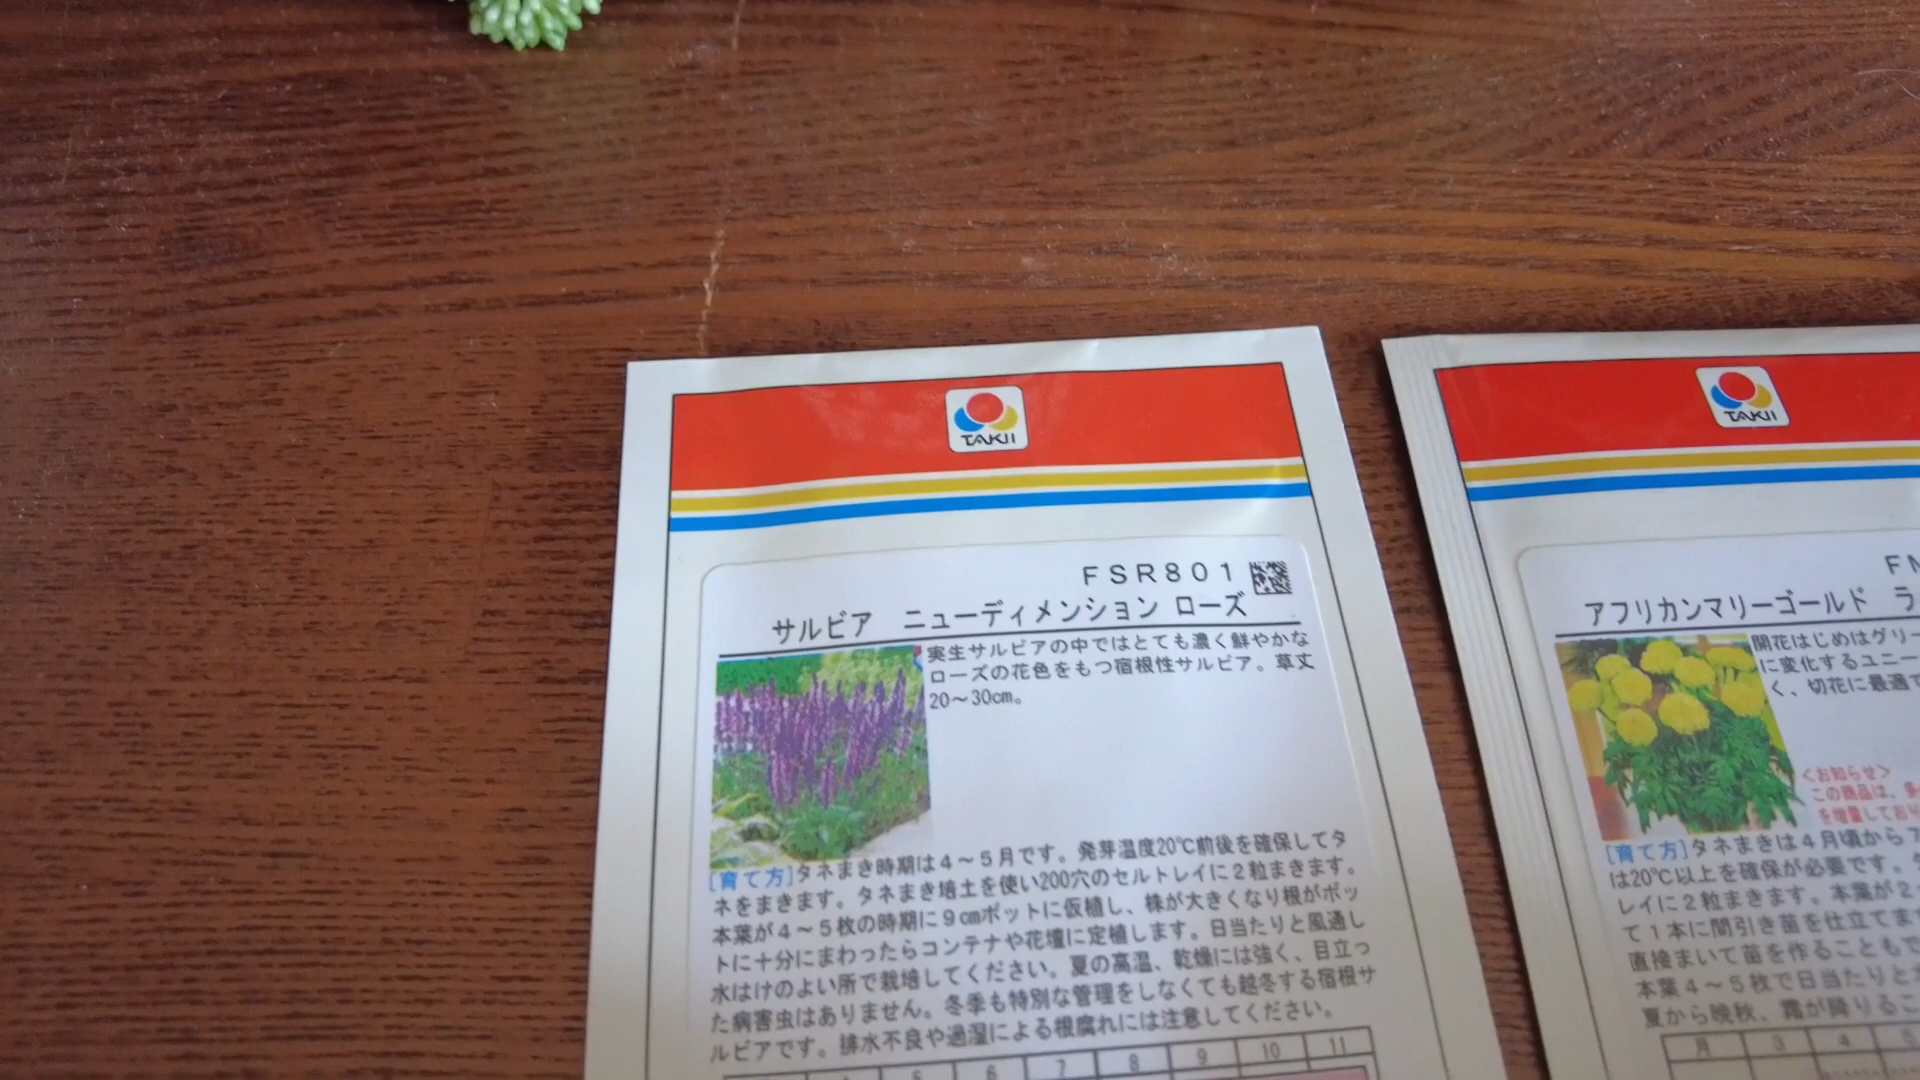 TAKII
FSR801
サルビア ニューディメンション ローズ
実生サルビアの中ではとても濃く鮮やかな
ローズの花色をもつ宿根性サルビア。草丈
20～30cm。
[育て方]タネまき時期は4～5月です。発芽温度20℃前後を確保してタ
ネをまきます。タネまき培土を使い200穴のセルトレイに2粒まきます。
本葉が4～5枚の時期に9cmポットに仮植し、株が大きくなり根がポッ
トに十分にまわったらコンテナや花壇に定植します。日当たりと風通し
水はけのよい所で栽培してください。夏の高温、乾燥には強く、目立っ
た病害虫はありません。冬季も特別な管理をしなくても越冬する宿根サ
ルビアです。排水不良や過湿による根腐れには注意してください。
5 6 7 8 9 10 11
TAKII
FN
アフリカンマリーゴールド ラ
開花はじめはグリー
に変化するユニー
く、切花に最適で
<お知らせ>
この商品は、多
を増量しており
[育て方]タネまきは4月頃から7
は20℃以上を確保が必要です。
レイに2粒まきます。本葉が2
て1本に間引き苗を仕立てます
直接まいて苗を作ることもで
本葉4～5枚で日当たりと
夏から晩秋、霜が降りるこ
月 3 4 5